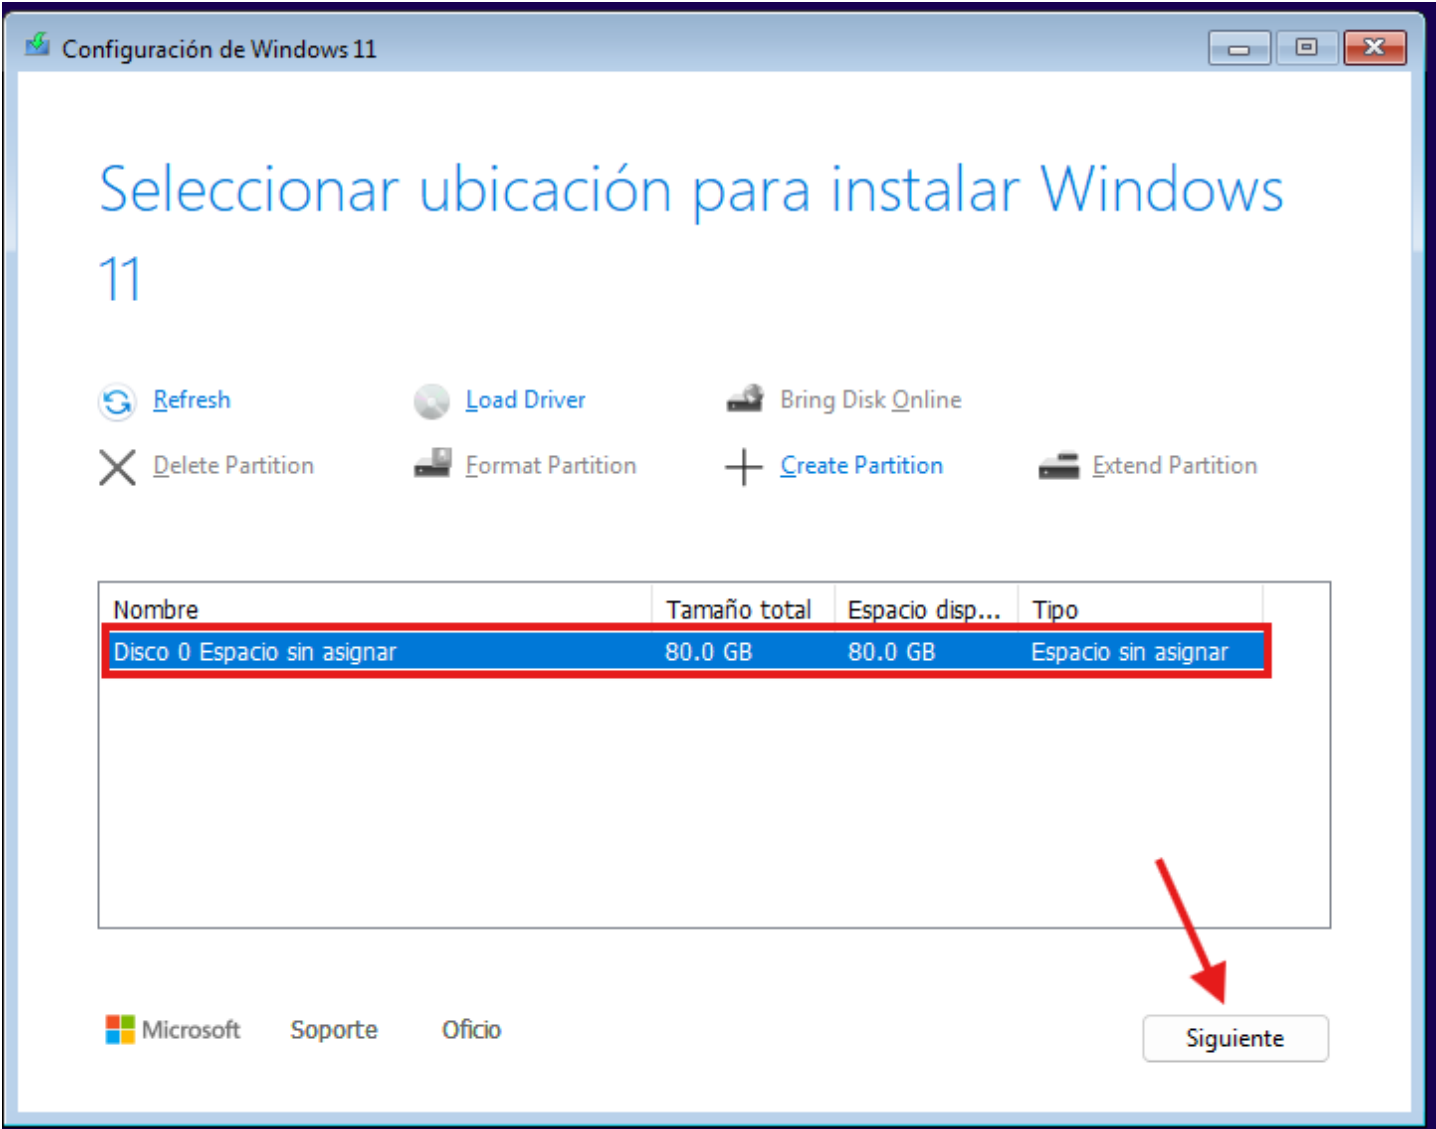 Configuración de Windows 11
Seleccionar ubicación para instalar Windows
11
Refresh Load Driver Bring Disk Online
Delete Partition Format Partition Create Partition Extend Partition
Nombre Tamaño total Espacio disp... Tipo
Disco 0 Espacio sin asignar 80.0 GB 80.0 GB Espacio sin asignar
Microsoft Soporte Oficio
Siguiente